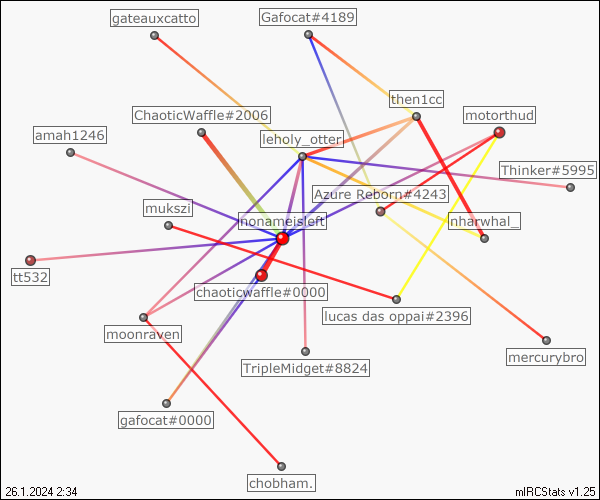 gateauxcatto
Gafocat#4189
then1cc
ChaoticWaffle#2006
motorthud
amah1246
leholy_otter
Thinker#5995
Azure Reborn#4243
mukszi
nonameisleft
nharwhal_
tt532
chaoticwaffle#0000
lucas das oppai#2396
moonraven
mercurybro
TripleMidget#8824
gafocat#0000
chobham.
26.1.2024 2:34
mIRCStats v1.25